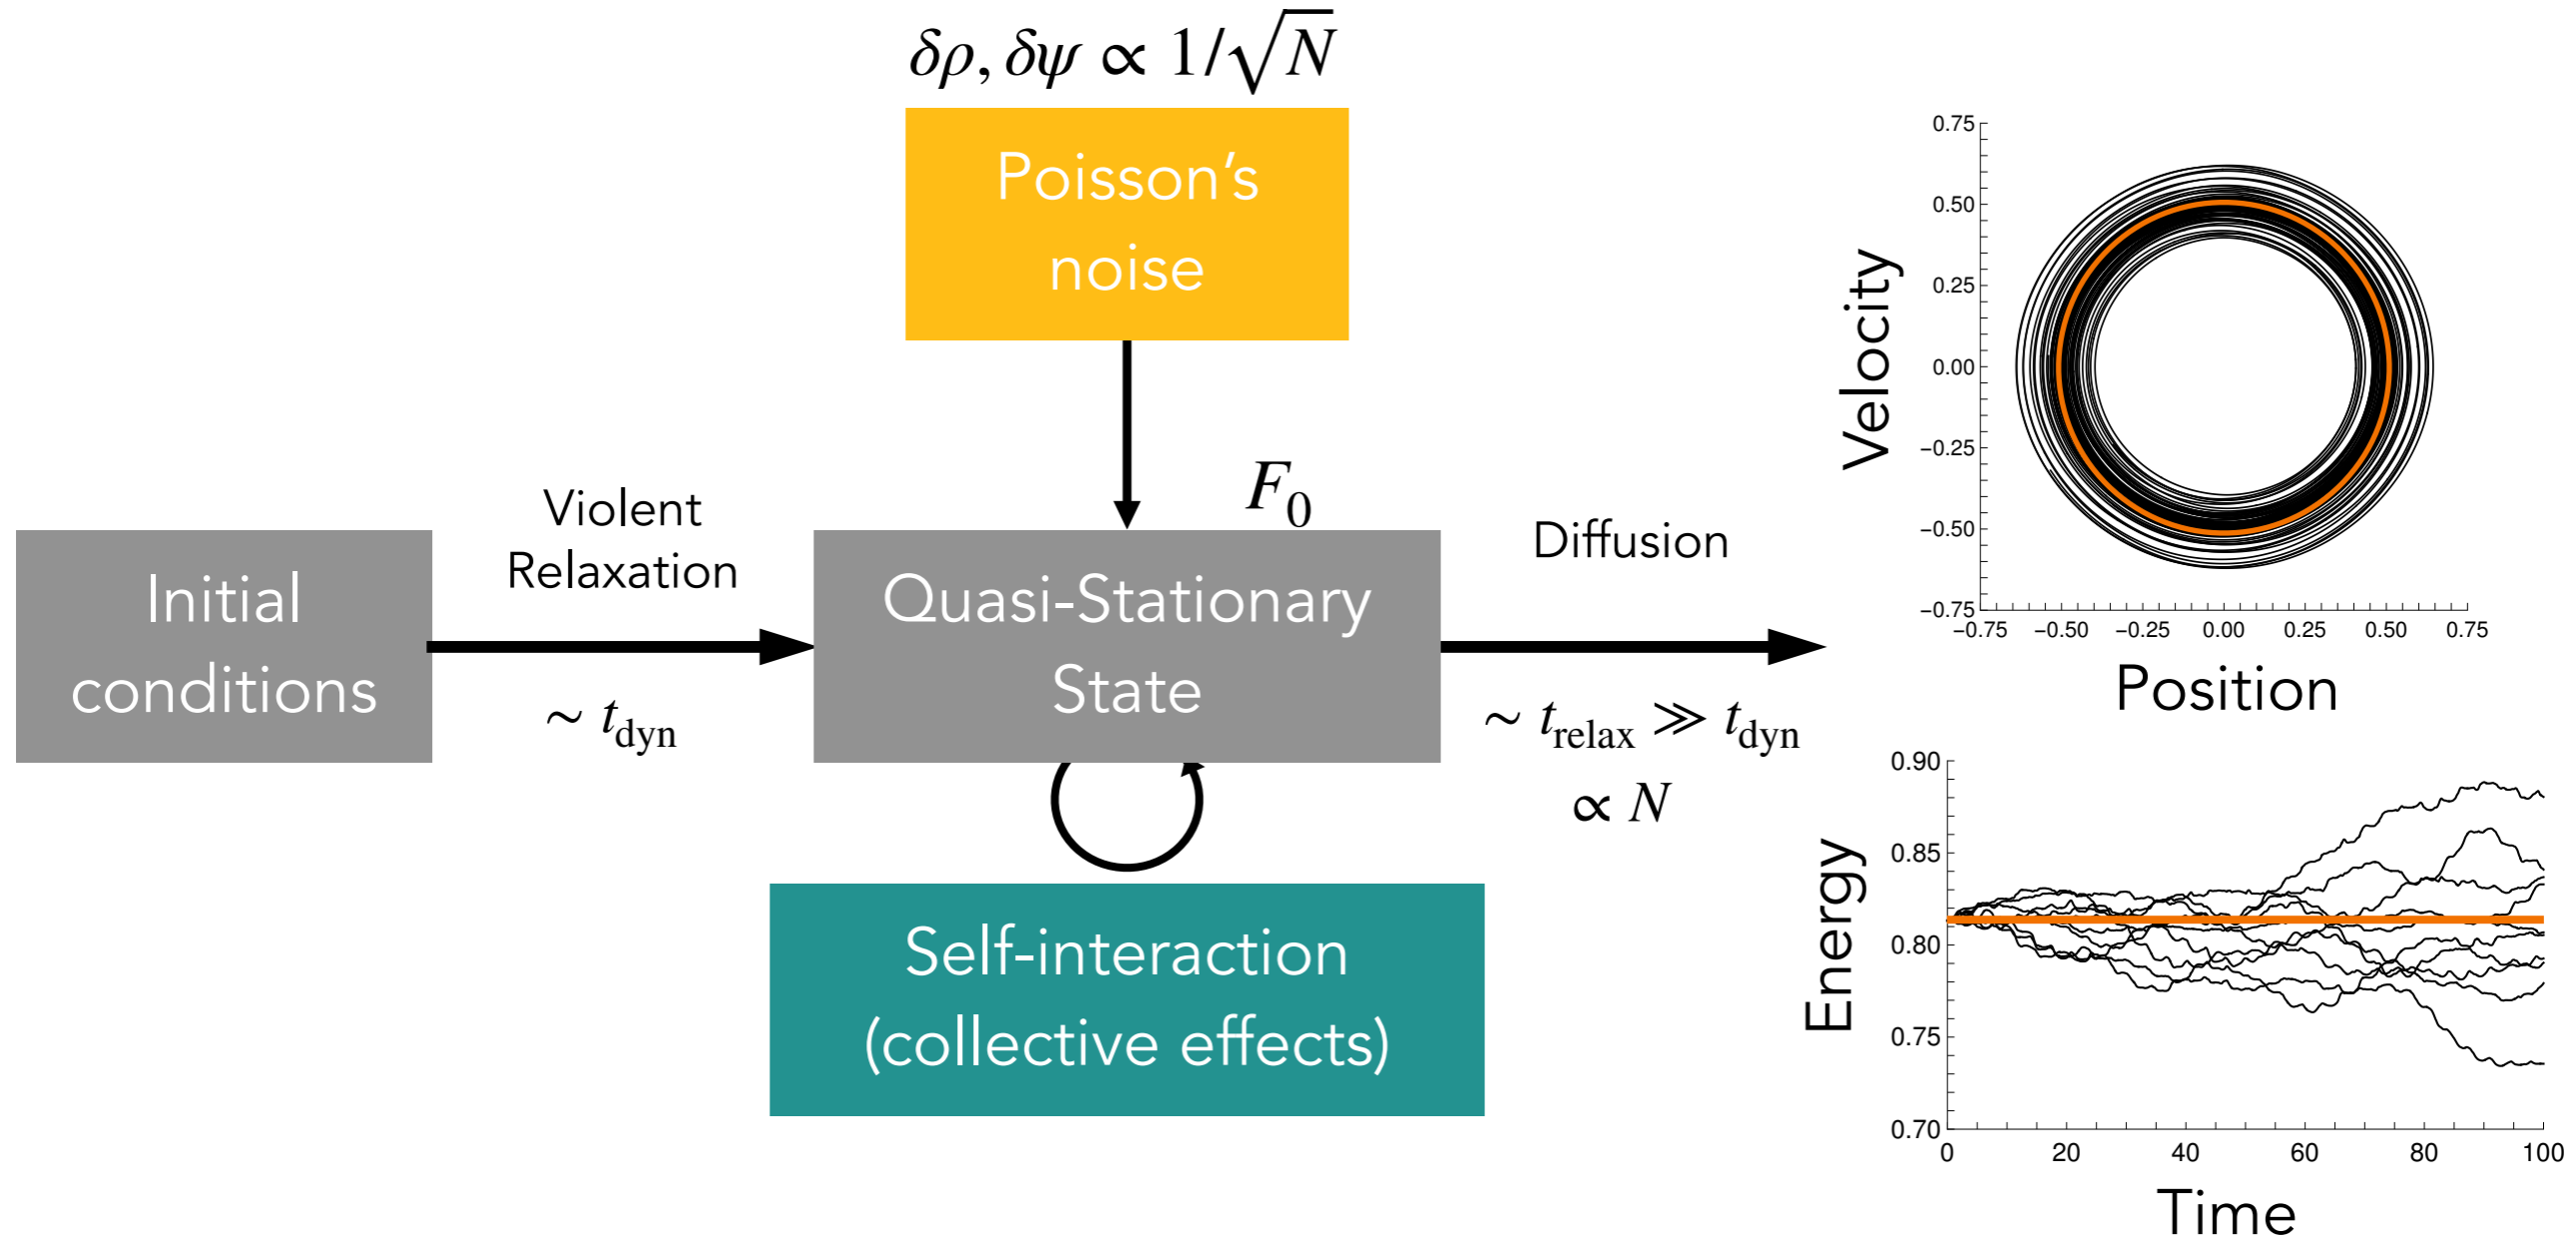 δρ, δψ ∝ 1/√N
Poisson's
noise
F₀
Violent
Relaxation
Initial
conditions
∼ t_dyn
Quasi-Stationary
State
Diffusion
∼ t_relax ≫ t_dyn
∝ N
Self-interaction
(collective effects)
Velocity
0.75
0.50
0.25
0.00
−0.25
−0.50
−0.75
−0.75 −0.50 −0.25 0.00 0.25 0.50 0.75
Position
Energy
0.90
0.85
0.80
0.75
0.70
0 20 40 60 80 100
Time